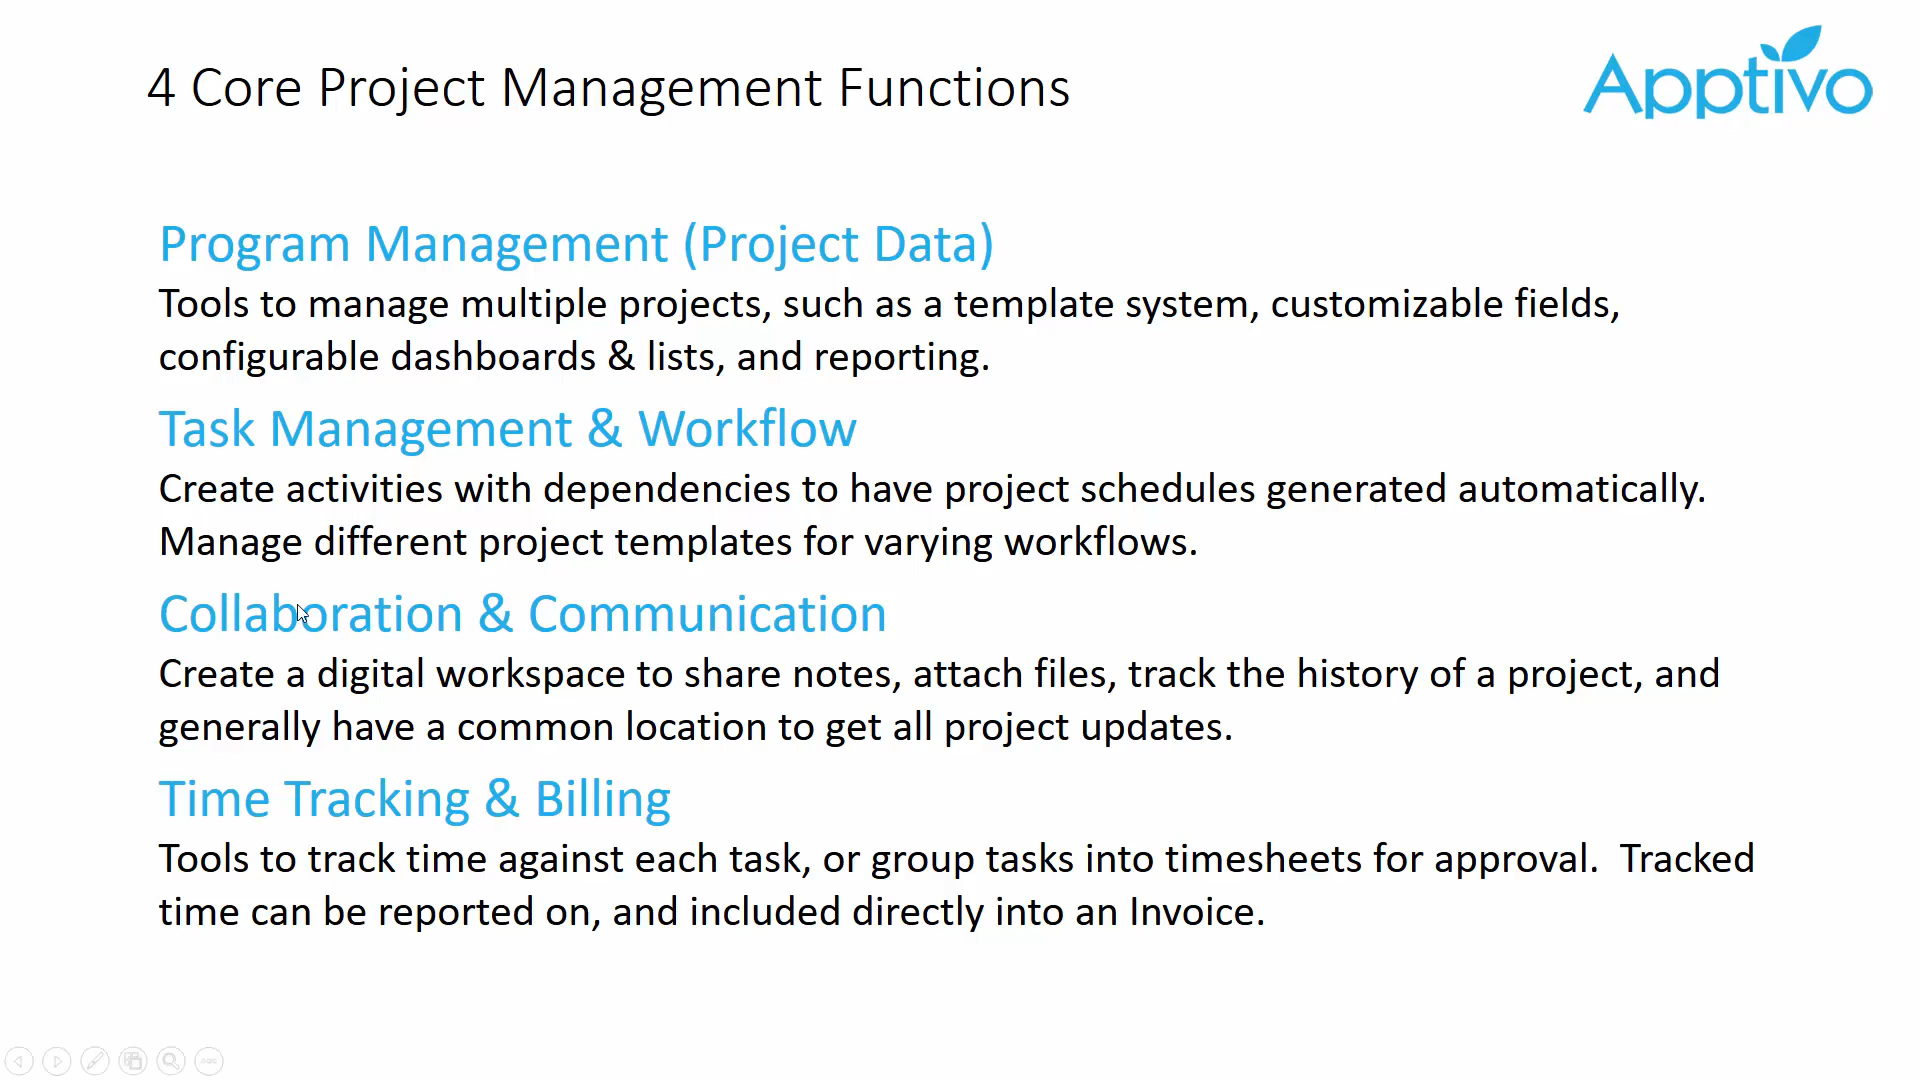 4 Core Project Management Functions
Apptivo
Program Management (Project Data)
Tools to manage multiple projects, such as a template system, customizable fields,
configurable dashboards & lists, and reporting.
Task Management & Workflow
Create activities with dependencies to have project schedules generated automatically.
Manage different project templates for varying workflows.
Collaboration & Communication
Create a digital workspace to share notes, attach files, track the history of a project, and
generally have a common location to get all project updates.
Time Tracking & Billing
Tools to track time against each task, or group tasks into timesheets for approval.  Tracked
time can be reported on, and included directly into an Invoice.